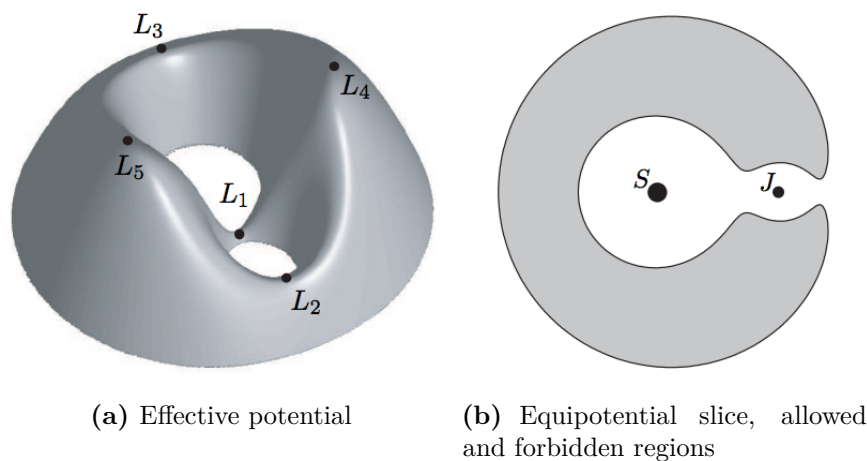 L₃
L₄
L₅
L₁
L₂
S
J
(a) Effective potential
(b) Equipotential slice, allowed
and forbidden regions